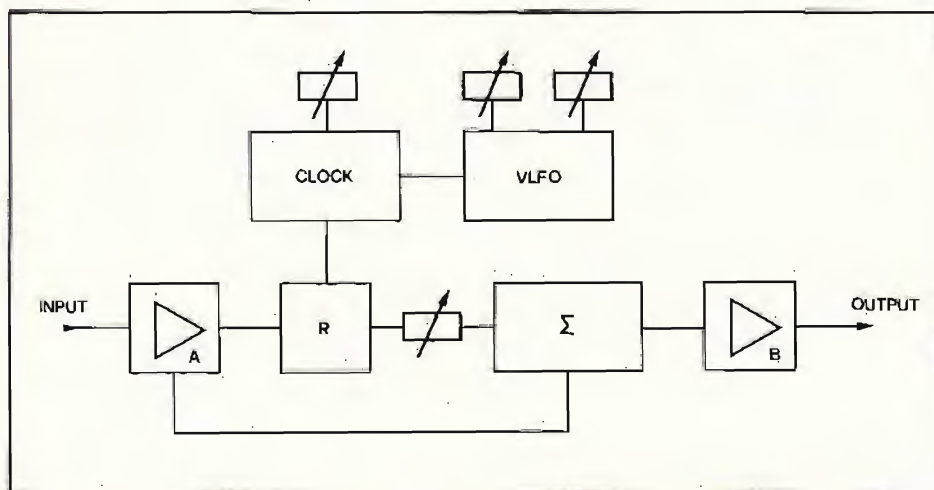 CLOCK
VLFO
INPUT
A
R
Σ
B
OUTPUT